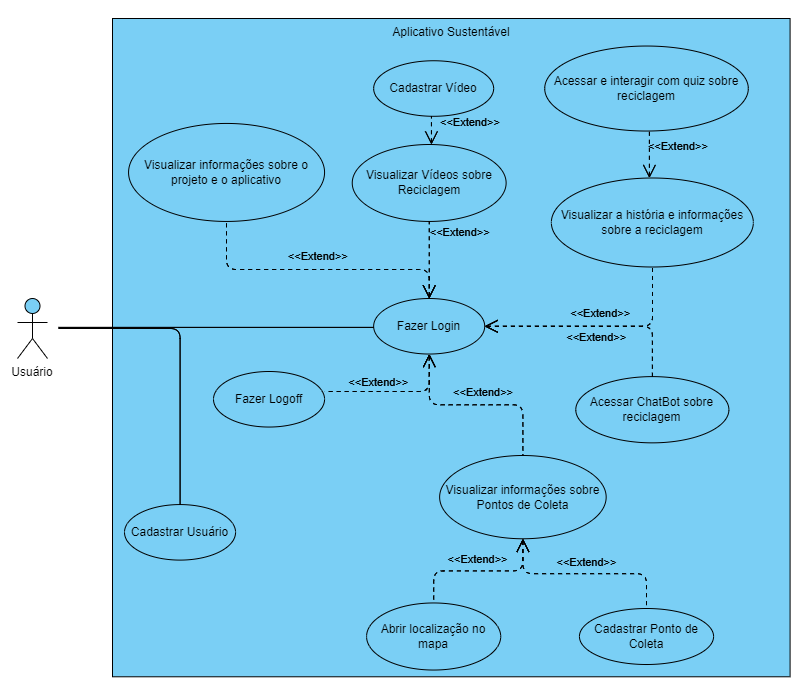 Aplicativo Sustentável
Cadastrar Vídeo
Acessar e interagir com quiz sobre
reciclagem
<<Extend>>
<<Extend>>
Visualizar informações sobre o
projeto e o aplicativo
Visualizar Vídeos sobre
Reciclagem
Visualizar a história e informações
sobre a reciclagem
<<Extend>>
<<Extend>>
<<Extend>>
Fazer Login
<<Extend>>
Usuário
<<Extend>>
<<Extend>>
Fazer Logoff
Acessar ChatBot sobre
reciclagem
Visualizar informações sobre
Pontos de Coleta
Cadastrar Usuário
<<Extend>>
<<Extend>>
Abrir localização no
mapa
Cadastrar Ponto de
Coleta